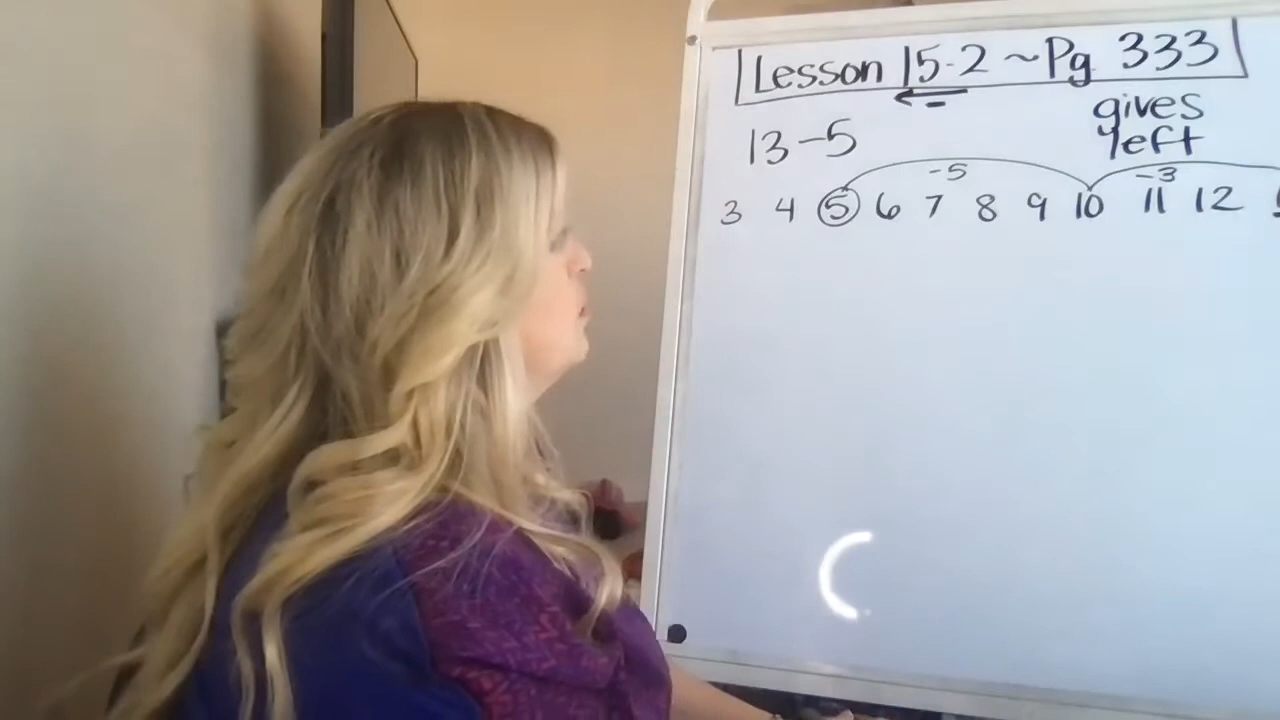 Lesson 15-2 ~ Pg 333
gives
left
13-5
-5 -3
3 4 5 6 7 8 9 10 11 12